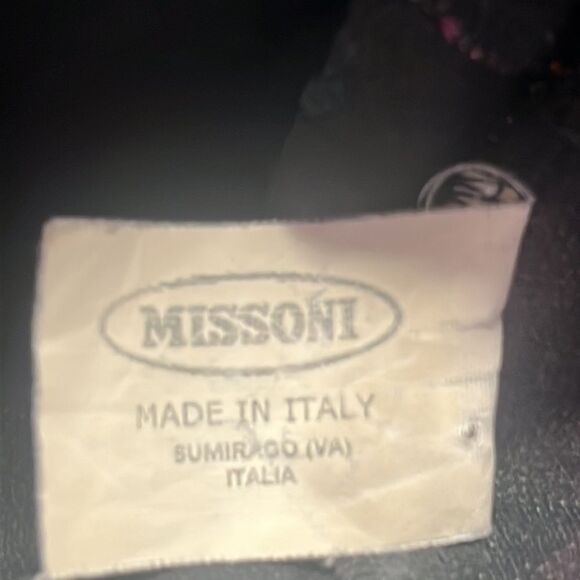 MISSONI
MADE IN ITALY
SUMIRAGO (VA)
ITALIA